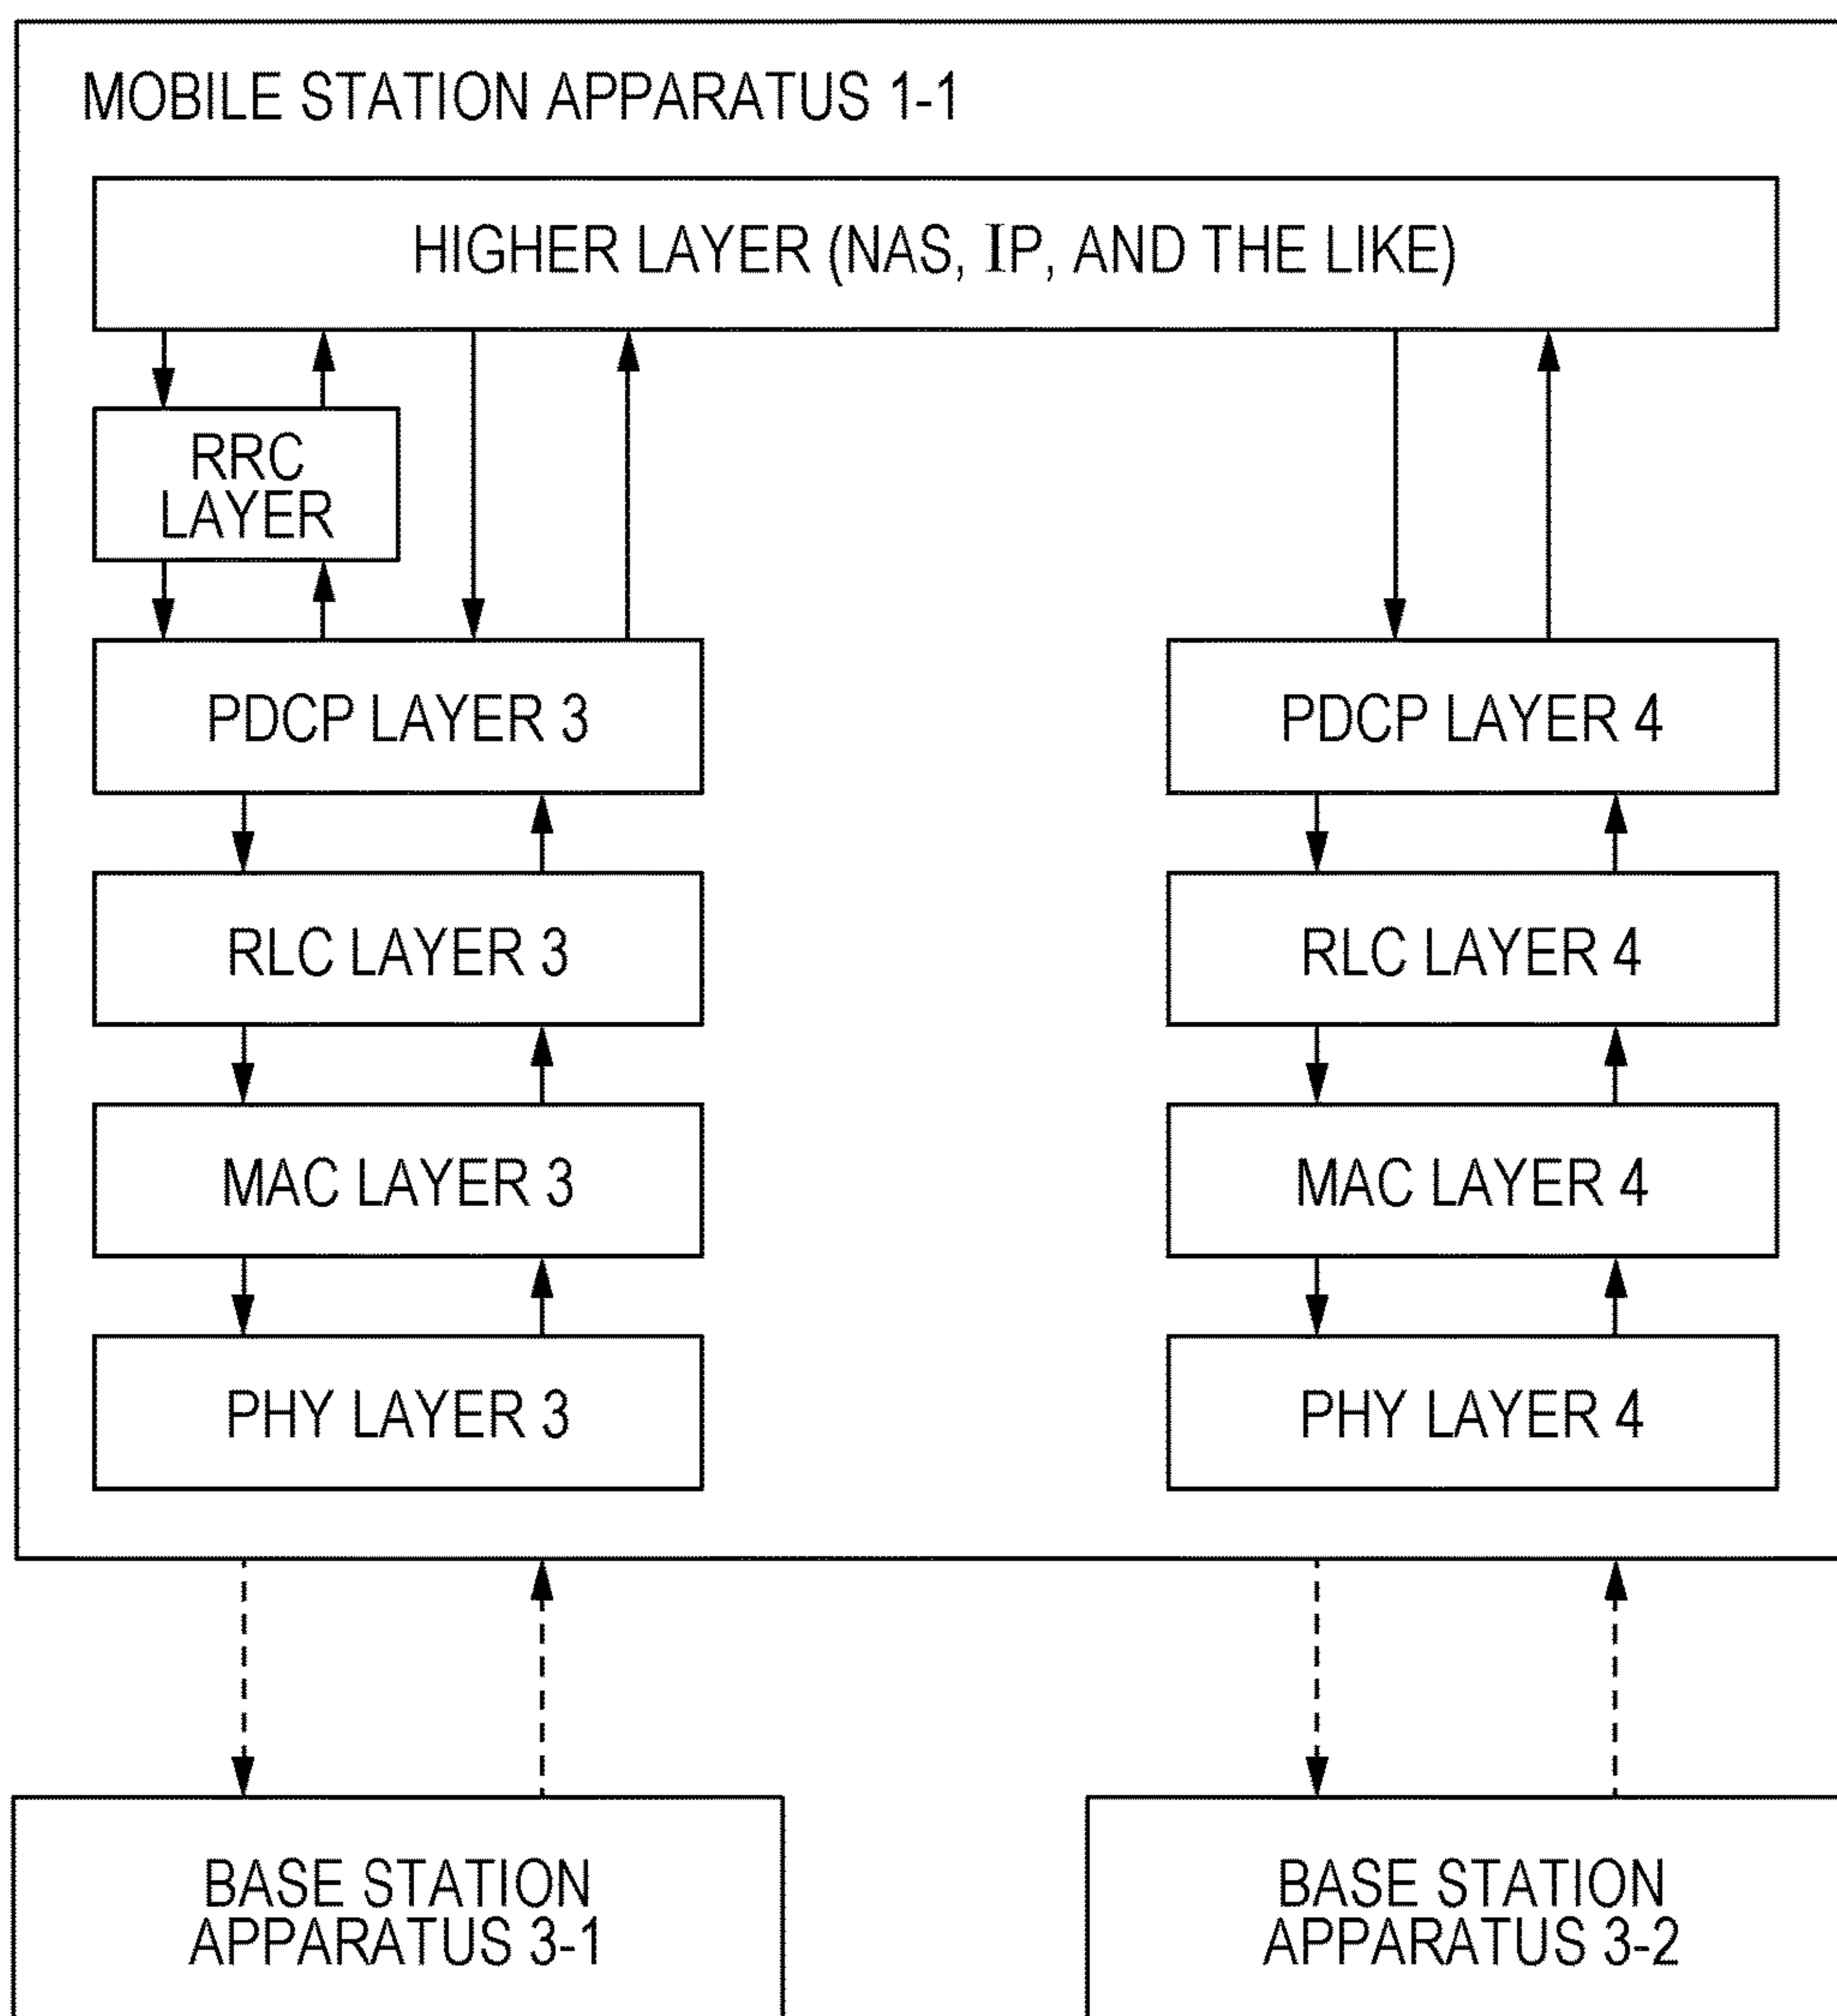 MOBILE STATION APPARATUS 1-1
HIGHER LAYER (NAS, IP, AND THE LIKE)
RRC
LAYER
PDCP LAYER 3
PDCP LAYER 4
RLC LAYER 3
RLC LAYER 4
MAC LAYER 3
MAC LAYER 4
PHY LAYER 3
PHY LAYER 4
BASE STATION
APPARATUS 3-1
BASE STATION
APPARATUS 3-2